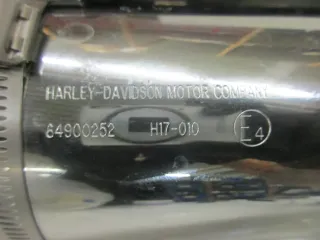 HARLEY-DAVIDSON MOTOR COMPANY
64900252 H17-010 E4